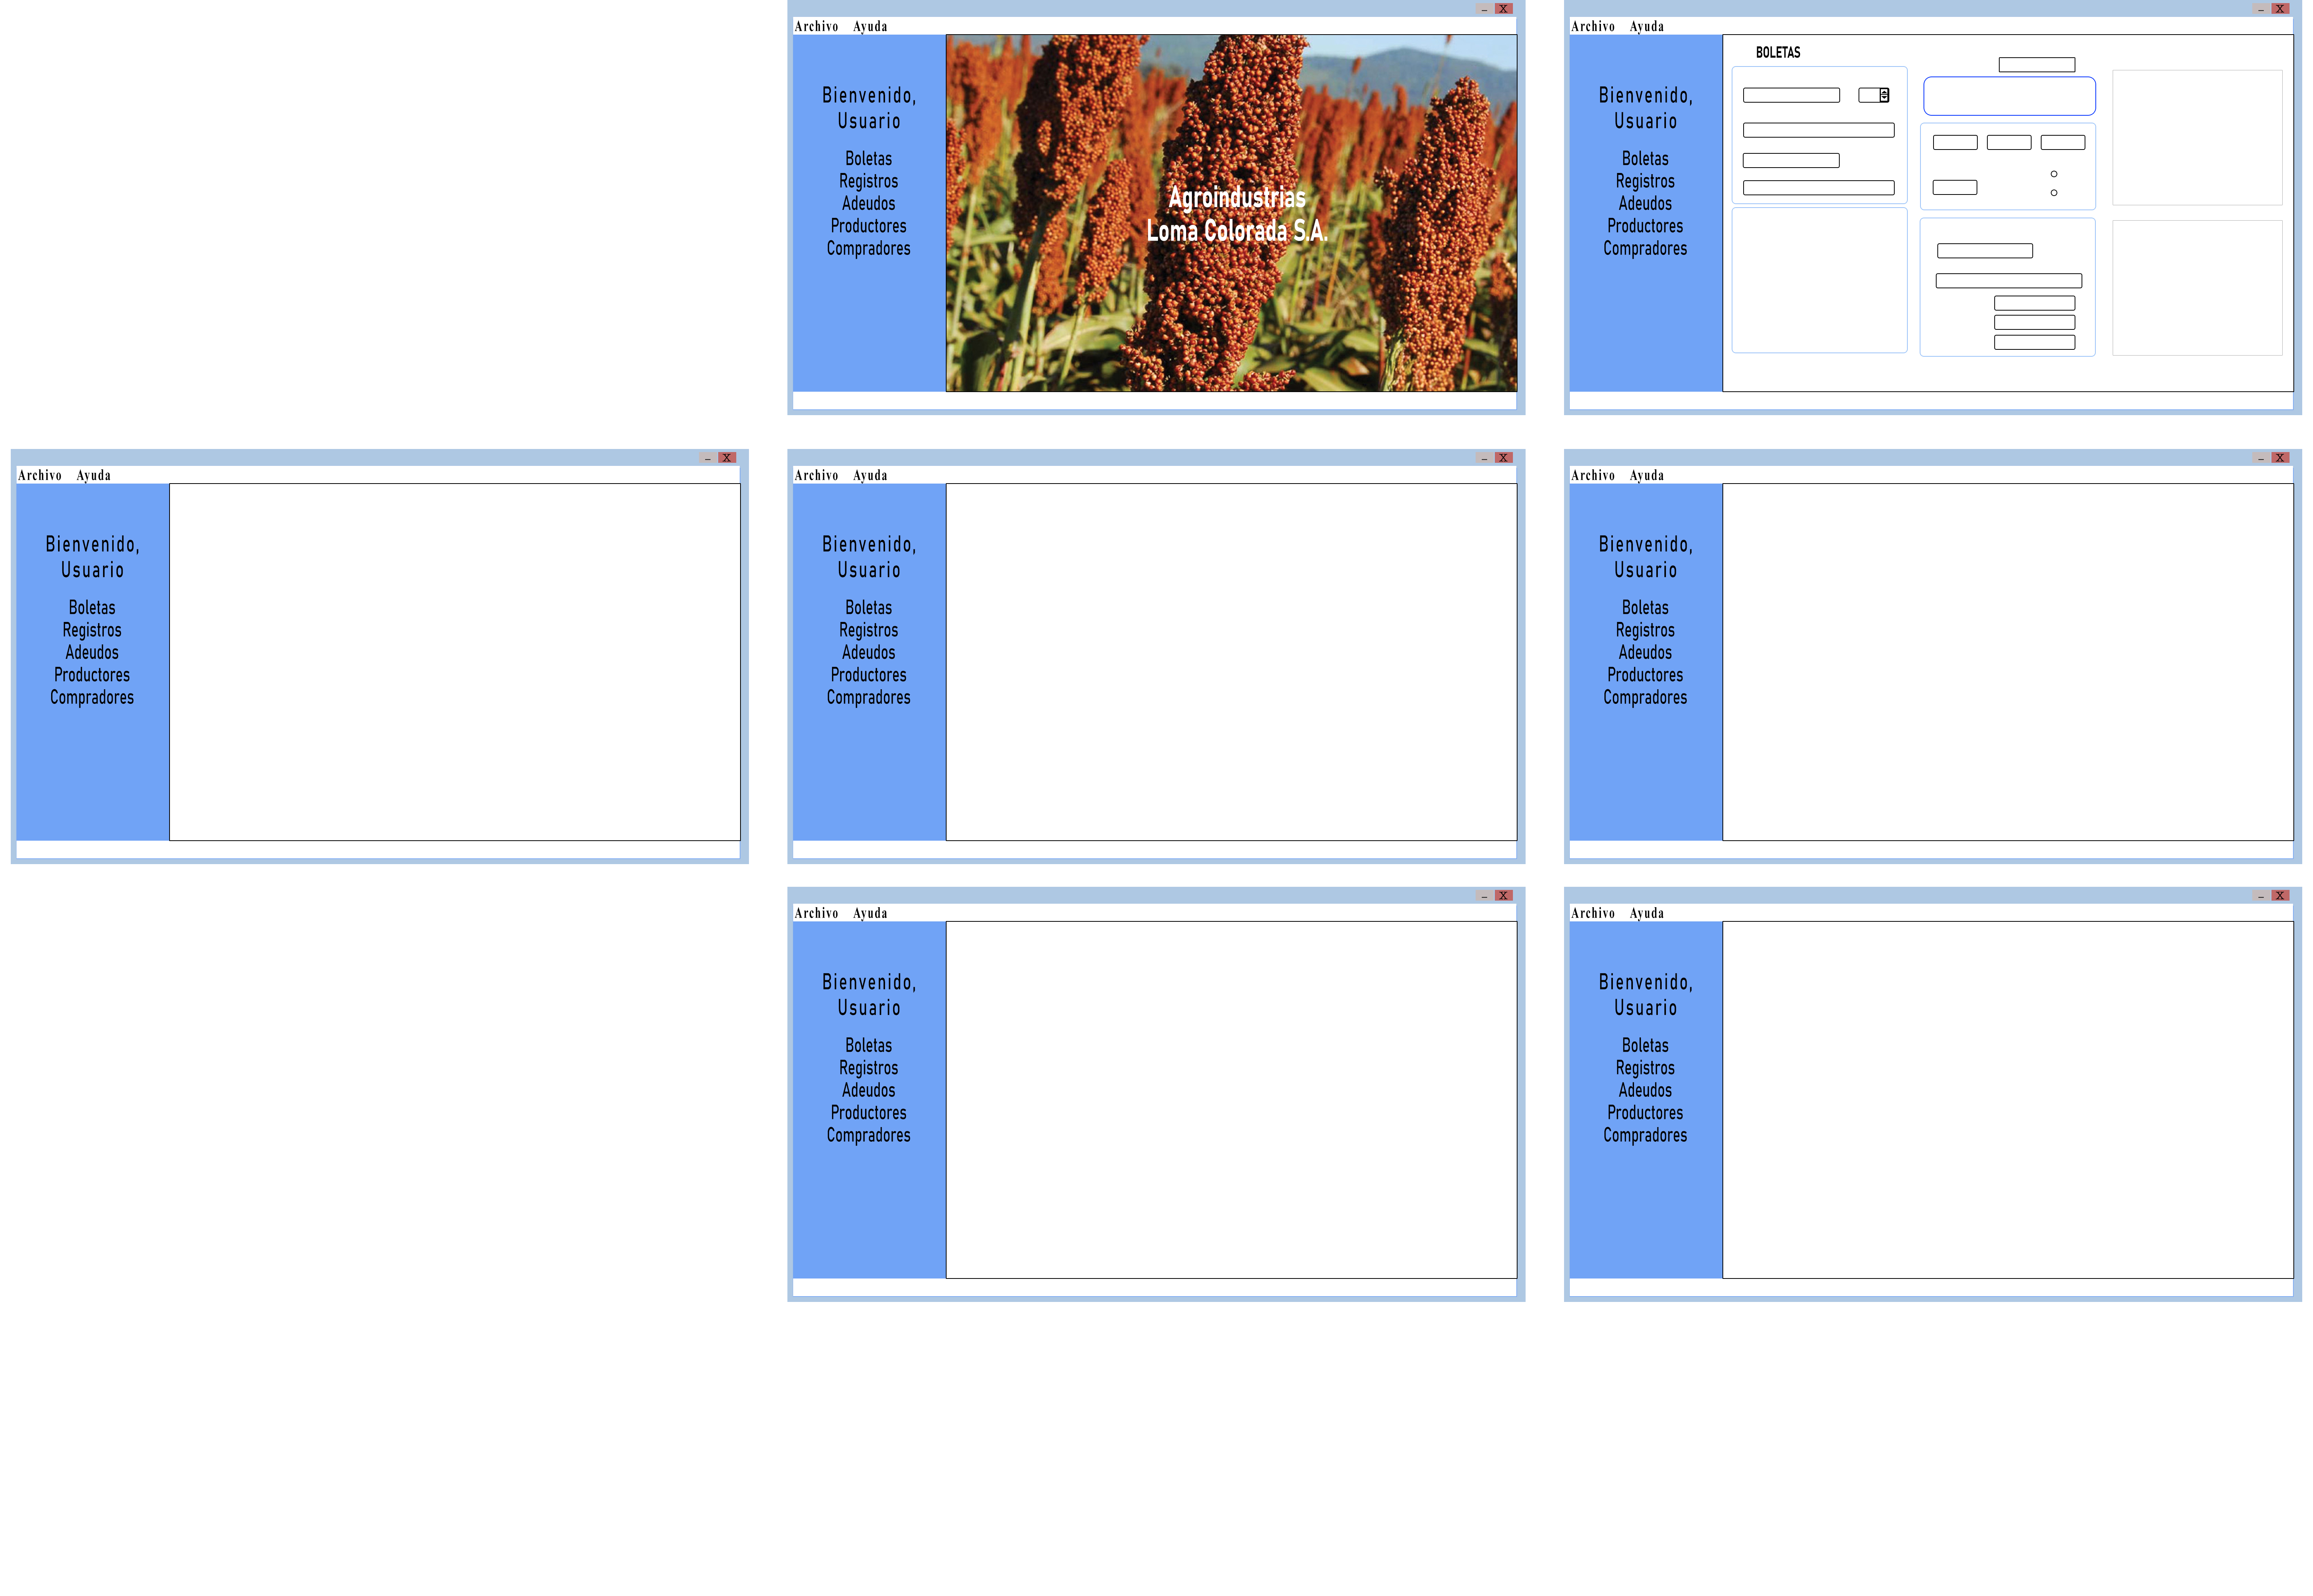 _ X
Archivo Ayuda
Bienvenido,
Usuario
Boletas
Registros
Adeudos
Productores
Compradores
Agroindustrias
Loma Colorada S.A.
_ X
Archivo Ayuda
Bienvenido,
Usuario
Boletas
Registros
Adeudos
Productores
Compradores
BOLETAS
_ X
Archivo Ayuda
Bienvenido,
Usuario
Boletas
Registros
Adeudos
Productores
Compradores
_ X
Archivo Ayuda
Bienvenido,
Usuario
Boletas
Registros
Adeudos
Productores
Compradores
_ X
Archivo Ayuda
Bienvenido,
Usuario
Boletas
Registros
Adeudos
Productores
Compradores
_ X
Archivo Ayuda
Bienvenido,
Usuario
Boletas
Registros
Adeudos
Productores
Compradores
_ X
Archivo Ayuda
Bienvenido,
Usuario
Boletas
Registros
Adeudos
Productores
Compradores